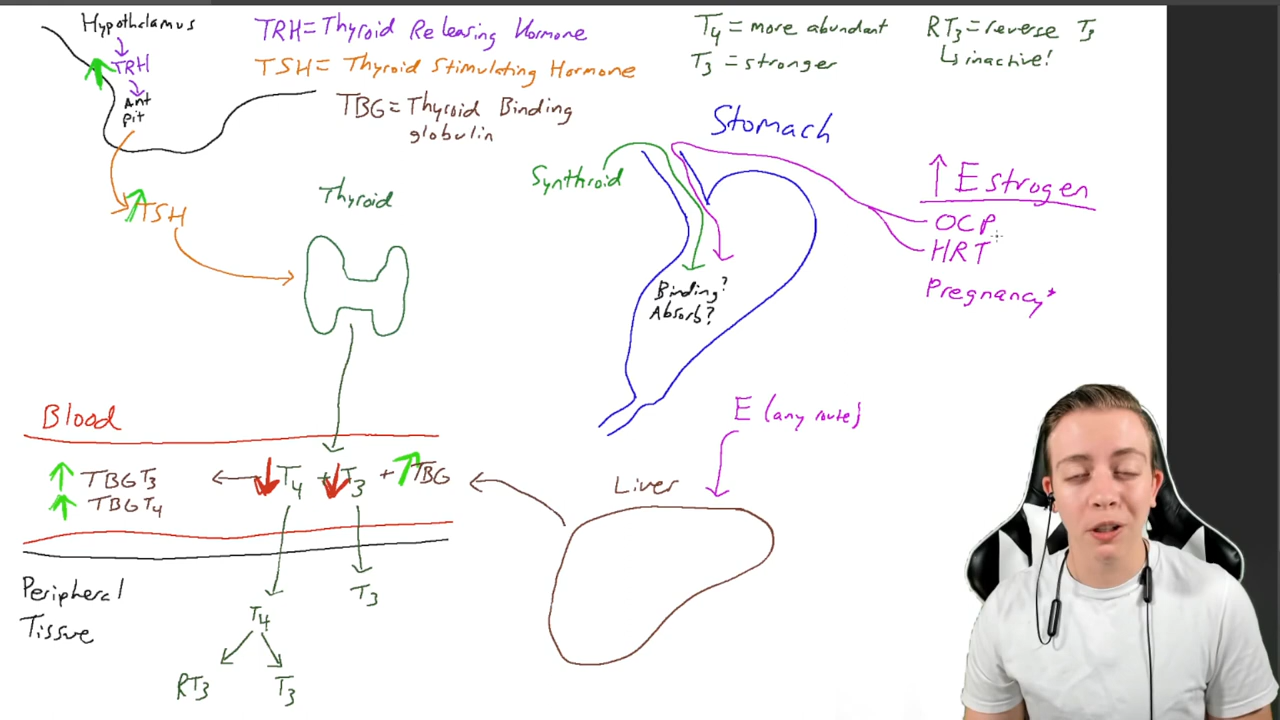 Hypothelamus
TRH
Ant
pit
TSH
TRH = Thyroid Releasing Hormone
TSH = Thyroid Stimulating Hormone
TBG = Thyroid Binding
globulin
T4 = more abundant
T3 = stronger
RT3 = reverse T3
↳ inactive!
Stomach
Synthroid
Binding?
Absorb?
↑ Estrogen
OCP
HRT
Pregnancy*
Thyroid
Blood
↑ TBGT3 ← ↓ T4 + ↓ T3 + ↑ TBG
↑ TBGT4
E (any route)
Liver
Peripheral
Tissue
T3
T4
RT3 T3